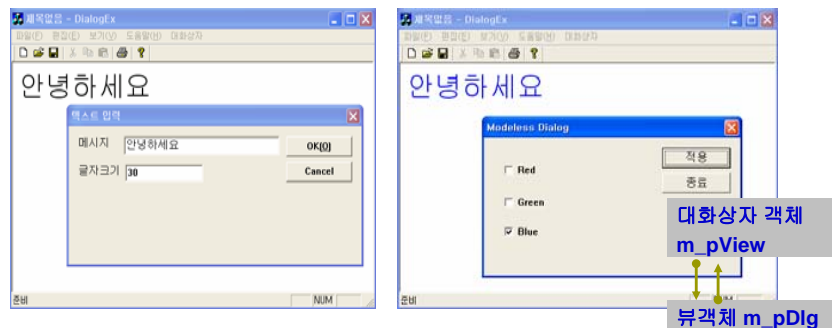 제목없음 - DialogEx
파일(F) 편집(E) 보기(V) 도움말(H) 대화상자
안녕하세요
텍스트 입력
메시지 안녕하세요 OK[O]
글자크기 30 Cancel
준비 NUM
제목없음 - DialogEx
파일(F) 편집(E) 보기(V) 도움말(H) 대화상자
안녕하세요
Modeless Dialog
적용
Red
종료
Green
Blue
대화상자 객체
m_pView
준비
뷰객체 m_pDlg